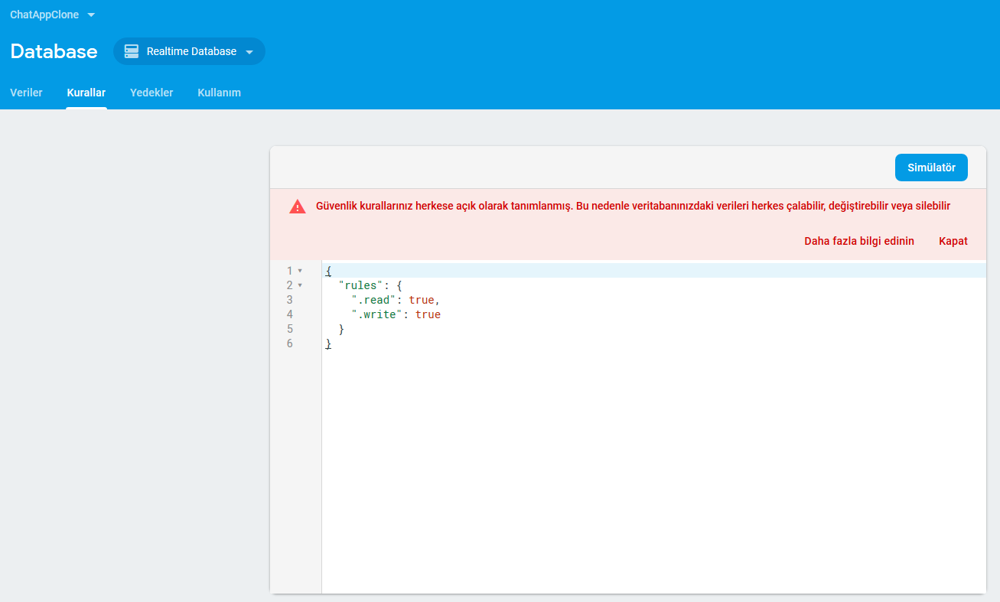 ChatAppClone
Database Realtime Database
Veriler Kurallar Yedekler Kullanım
Simülatör
Güvenlik kurallarınız herkese açık olarak tanımlanmış. Bu nedenle veritabanınızdaki verileri herkes çalabilir, değiştirebilir veya silebilir
Daha fazla bilgi edinin Kapat
1 {
2 "rules": {
3 ".read": true,
4 ".write": true
5 }
6 }